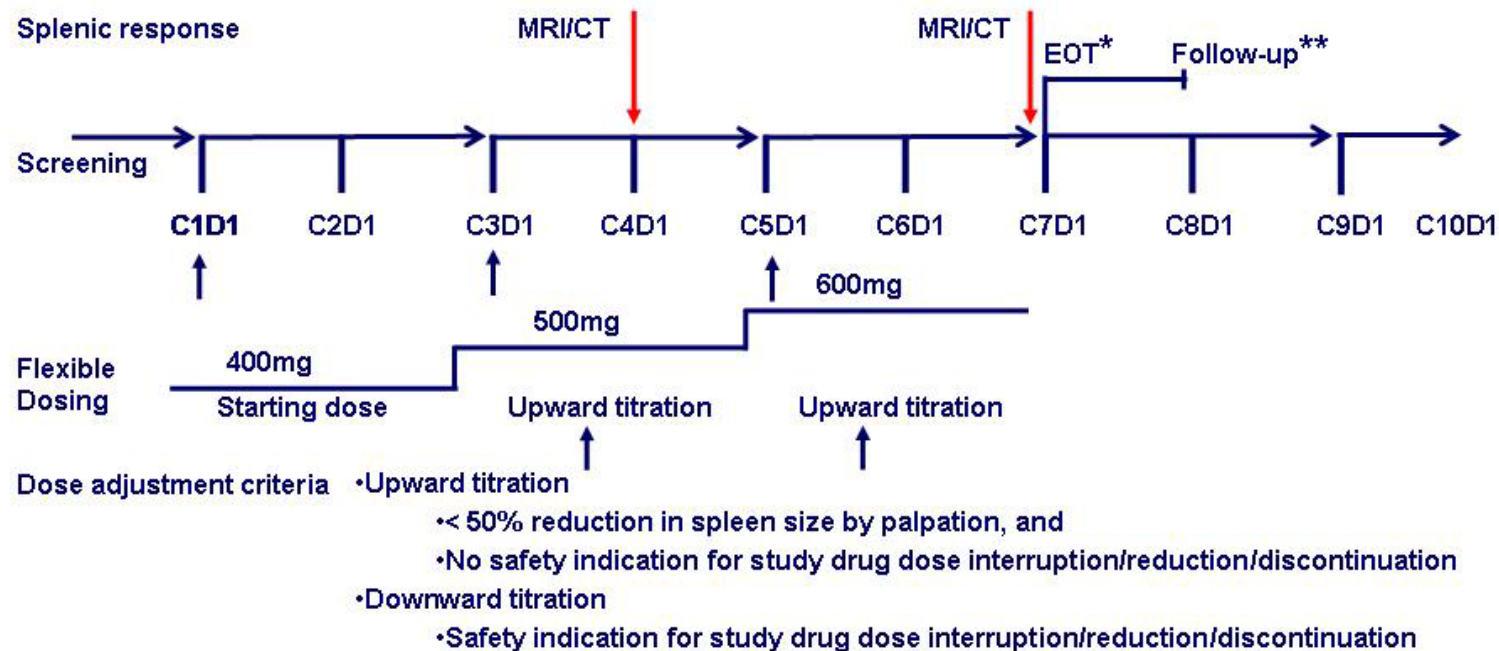 Splenic response
MRI/CT
MRI/CT
EOT*
Follow-up**
Screening
C1D1 C2D1 C3D1 C4D1 C5D1 C6D1 C7D1 C8D1 C9D1 C10D1
600mg
500mg
400mg
Flexible
Dosing
Starting dose
Upward titration
Upward titration
Dose adjustment criteria
•Upward titration
•< 50% reduction in spleen size by palpation, and
•No safety indication for study drug dose interruption/reduction/discontinuation
•Downward titration
•Safety indication for study drug dose interruption/reduction/discontinuation